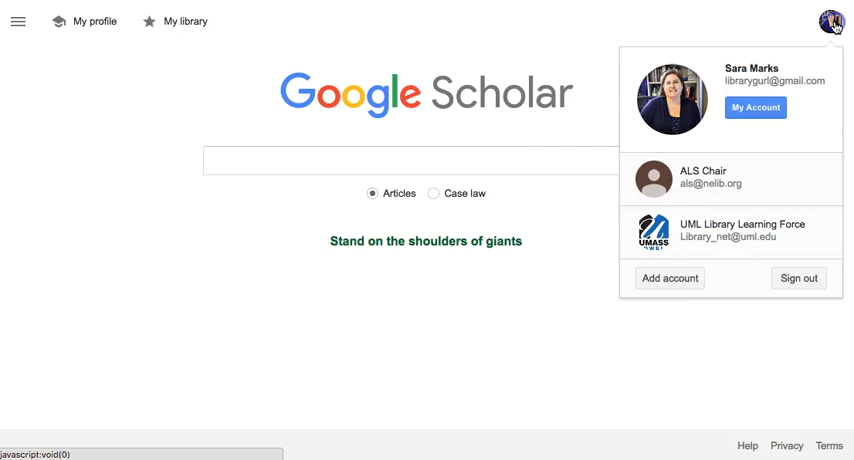 My profile
My library
Google Scholar
Articles
Case law
Stand on the shoulders of giants
Sara Marks
librarygurl@gmail.com
My Account
ALS Chair
als@nelib.org
UML Library Learning Force
Library_net@uml.edu
UMASS
Add account
Sign out
Help
Privacy
Terms
javascript:void(0)